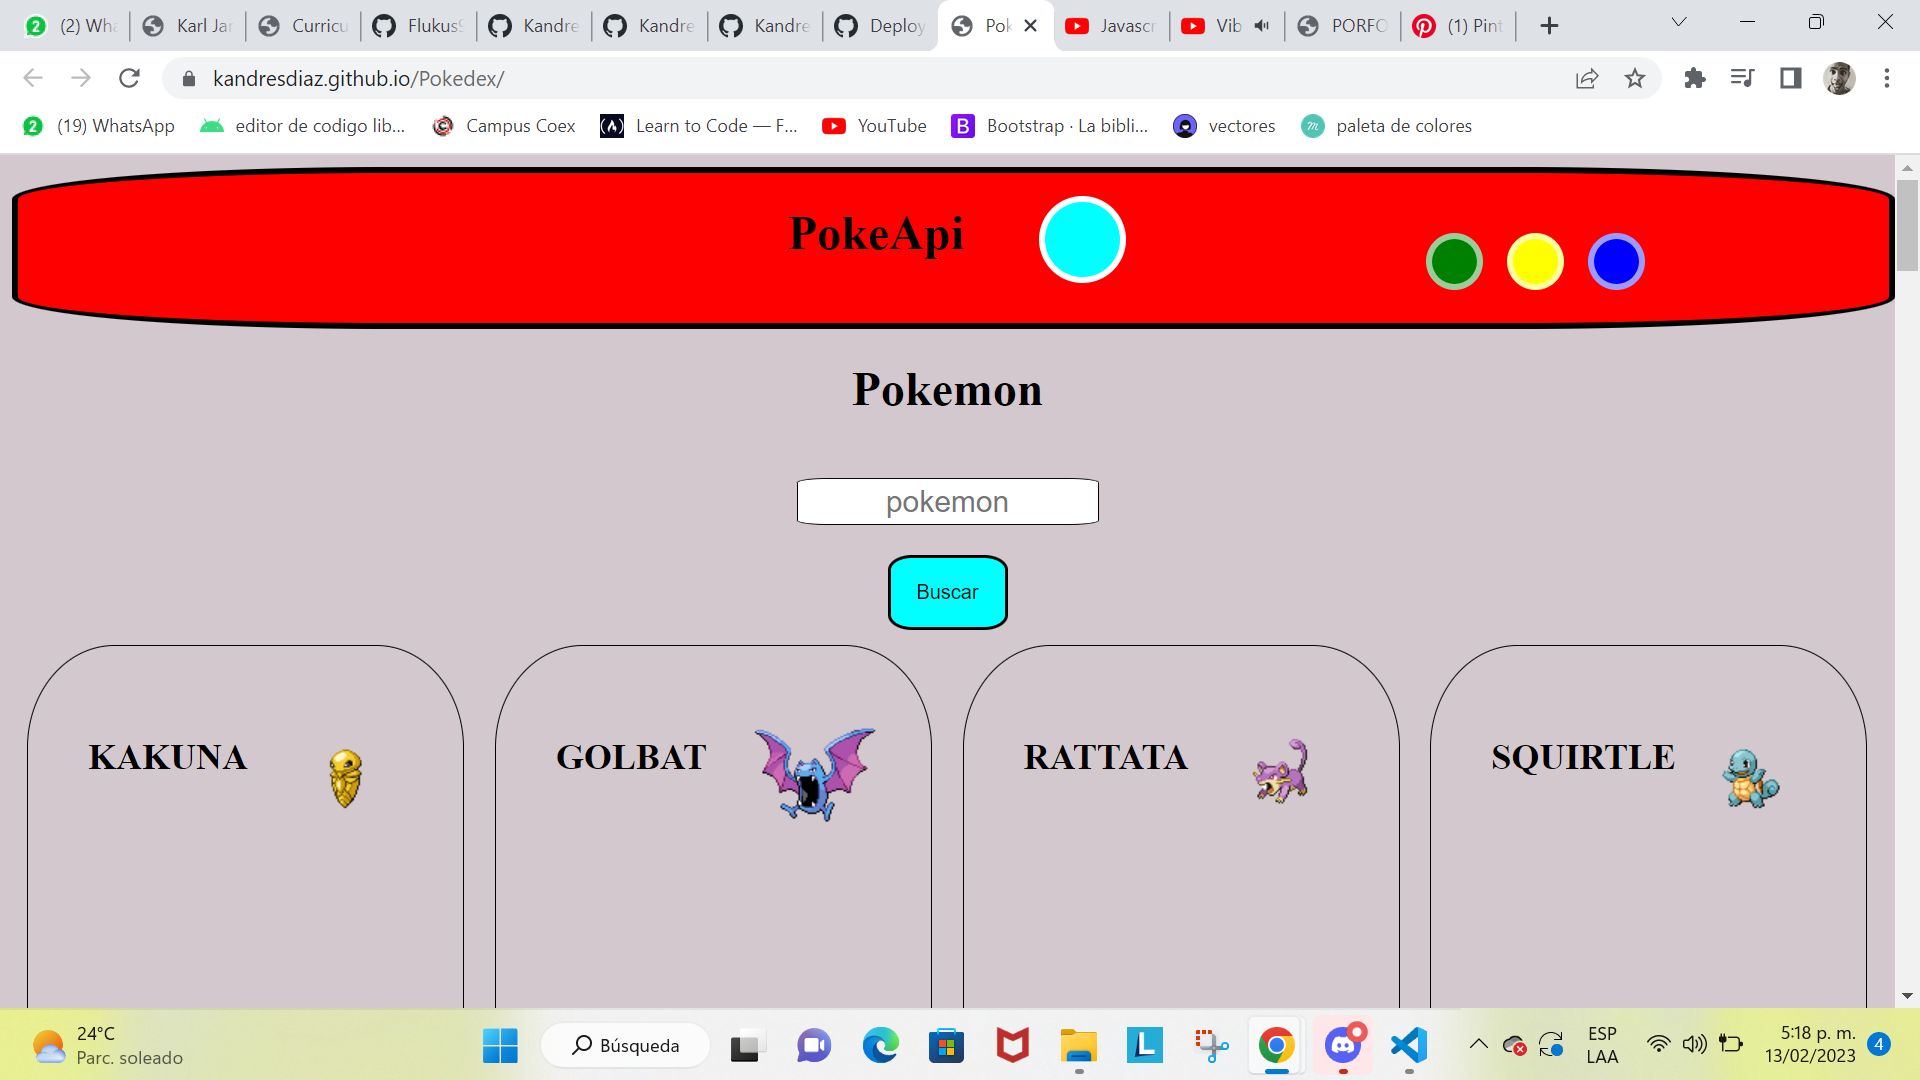 (2) Wha
Karl Jar
Curricu
FlukusS
Kandre
Kandre
Kandre
Deploy
Pok
Javascr
Vib
PORFO
(1) Pint
kandresdiaz.github.io/Pokedex/
(19) WhatsApp
editor de codigo lib...
Campus Coex
Learn to Code — F...
YouTube
Bootstrap · La bibli...
vectores
paleta de colores
PokeApi
Pokemon
pokemon
Buscar
KAKUNA
GOLBAT
RATTATA
SQUIRTLE
24°C
Parc. soleado
Búsqueda
ESP
LAA
5:18 p. m.
13/02/2023
4